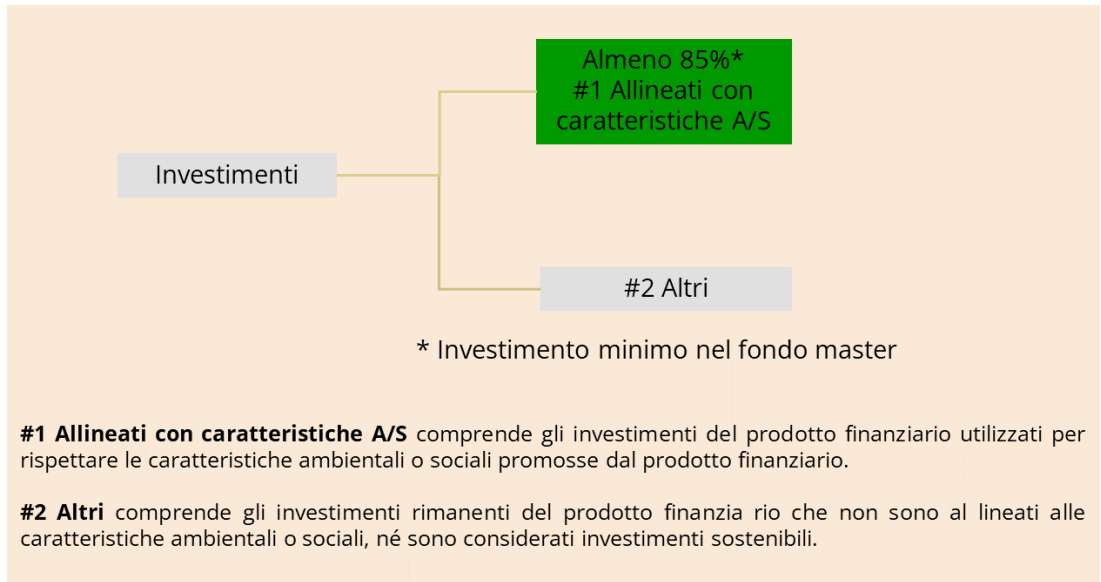 Almeno 85%*
#1 Allineati con
caratteristiche A/S
Investimenti
#2 Altri
* Investimento minimo nel fondo master
#1 Allineati con caratteristiche A/S comprende gli investimenti del prodotto finanziario utilizzati per
rispettare le caratteristiche ambientali o sociali promosse dal prodotto finanziario.
#2 Altri comprende gli investimenti rimanenti del prodotto finanzia rio che non sono al lineati alle
caratteristiche ambientali o sociali, né sono considerati investimenti sostenibili.